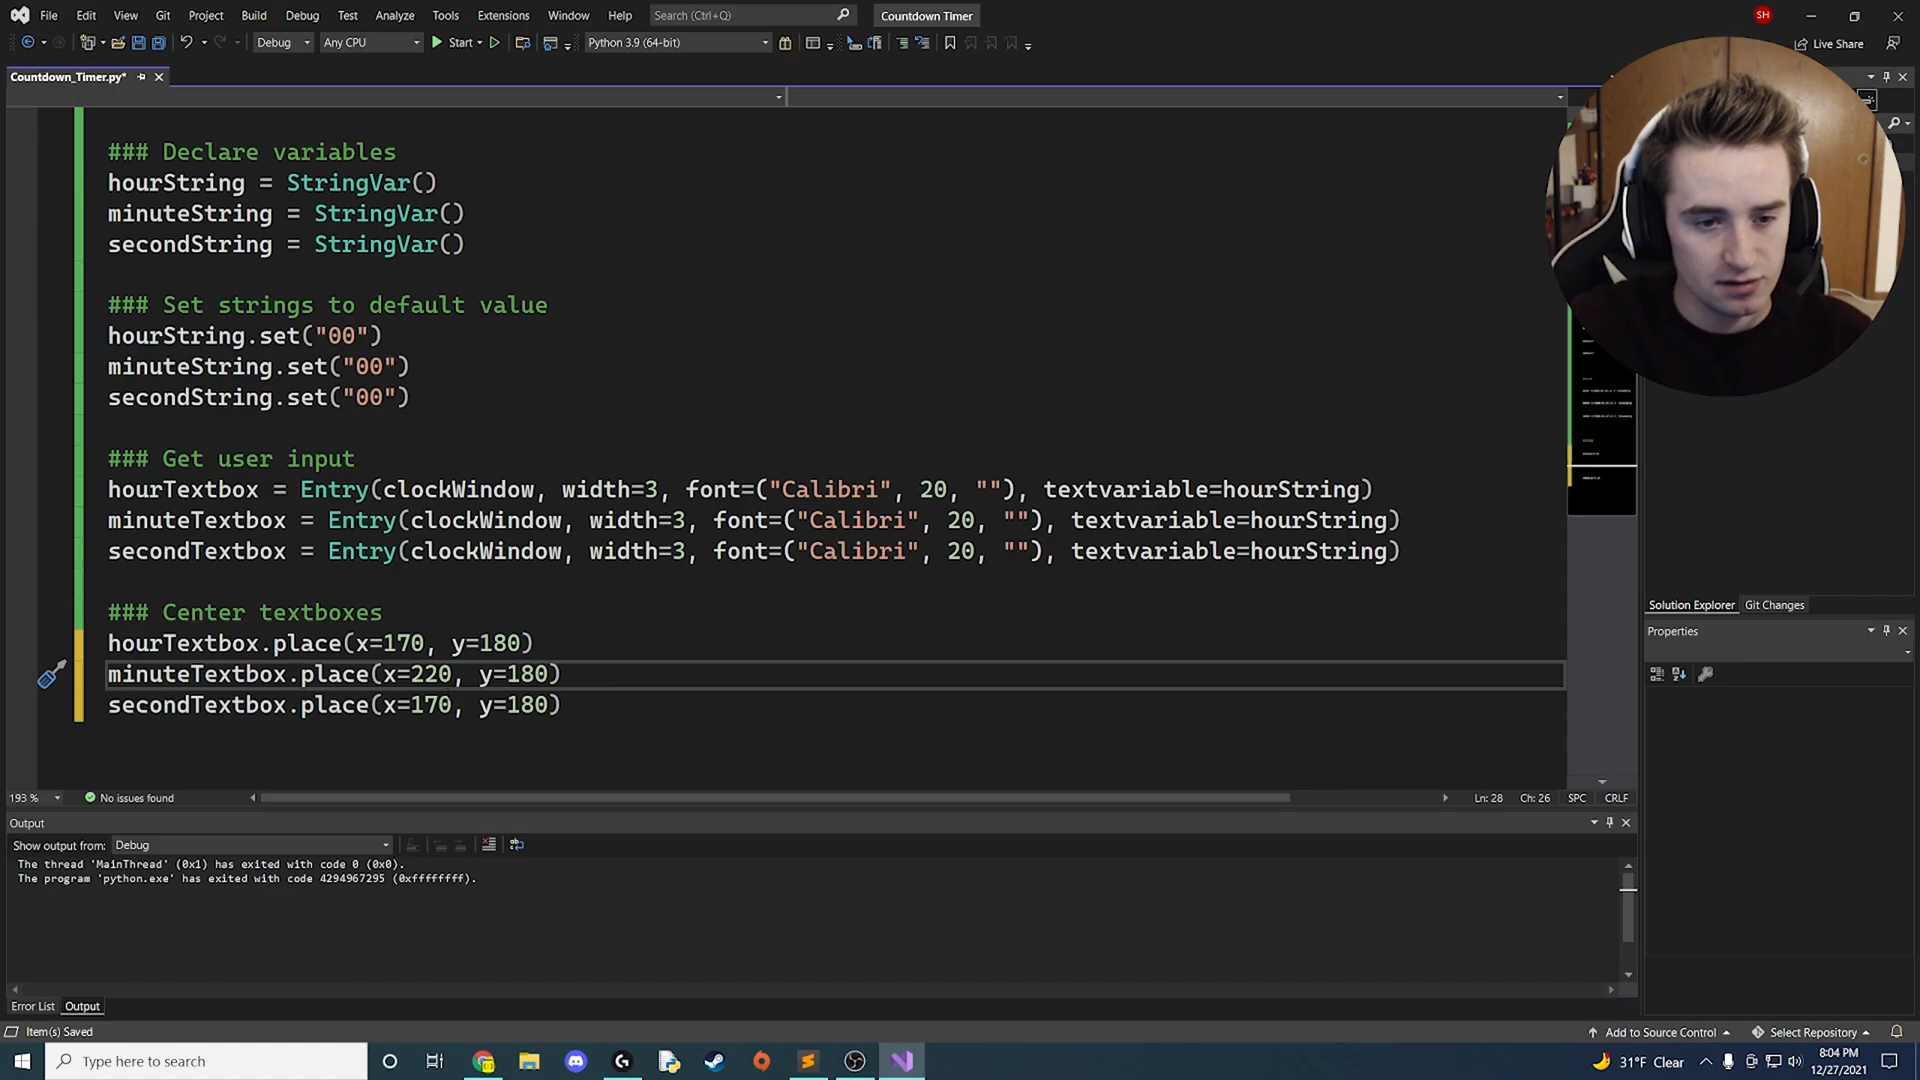 File Edit View Git Project Build Debug Test Analyze Tools Extensions Window Help Search (Ctrl+Q) Countdown Timer SH
Debug Any CPU Start Python 3.9 (64-bit) Live Share
Countdown_Timer.py*
### Declare variables
hourString = StringVar()
minuteString = StringVar()
secondString = StringVar()
### Set strings to default value
hourString.set("00")
minuteString.set("00")
secondString.set("00")
### Get user input
hourTextbox = Entry(clockWindow, width=3, font=("Calibri", 20, ""), textvariable=hourString)
minuteTextbox = Entry(clockWindow, width=3, font=("Calibri", 20, ""), textvariable=hourString)
secondTextbox = Entry(clockWindow, width=3, font=("Calibri", 20, ""), textvariable=hourString)
### Center textboxes
hourTextbox.place(x=170, y=180)
minuteTextbox.place(x=220, y=180)
secondTextbox.place(x=170, y=180)
Solution Explorer Git Changes
Properties
193 % No issues found Ln: 28 Ch: 26 SPC CRLF
Output
Show output from: Debug
The thread 'MainThread' (0x1) has exited with code 0 (0x0).
The program 'python.exe' has exited with code 4294967295 (0xffffffff).
Error List Output
Item(s) Saved Add to Source Control Select Repository
Type here to search 31°F Clear 8:04 PM
12/27/2021